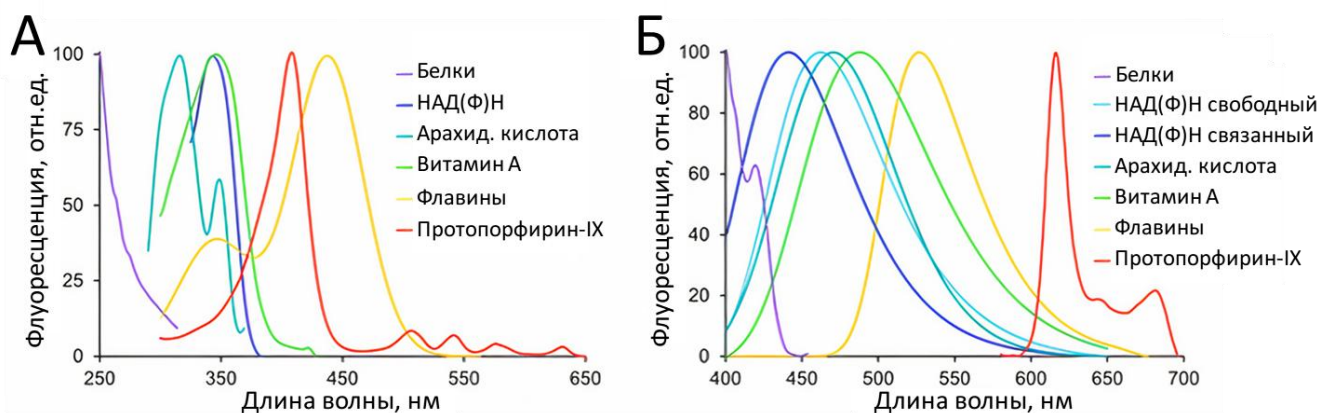 А
Флуоресценция, отн.ед.
100
75
50
25
0
Белки
НАД(Ф)Н
Арахид. кислота
Витамин А
Флавины
Протопорфирин-IX
250
350
450
550
650
Длина волны, нм
Б
Флуоресценция, отн.ед.
100
80
60
40
20
0
Белки
НАД(Ф)Н свободный
НАД(Ф)Н связанный
Арахид. кислота
Витамин А
Флавины
Протопорфирин-IX
400
450
500
550
600
650
700
Длина волны, нм